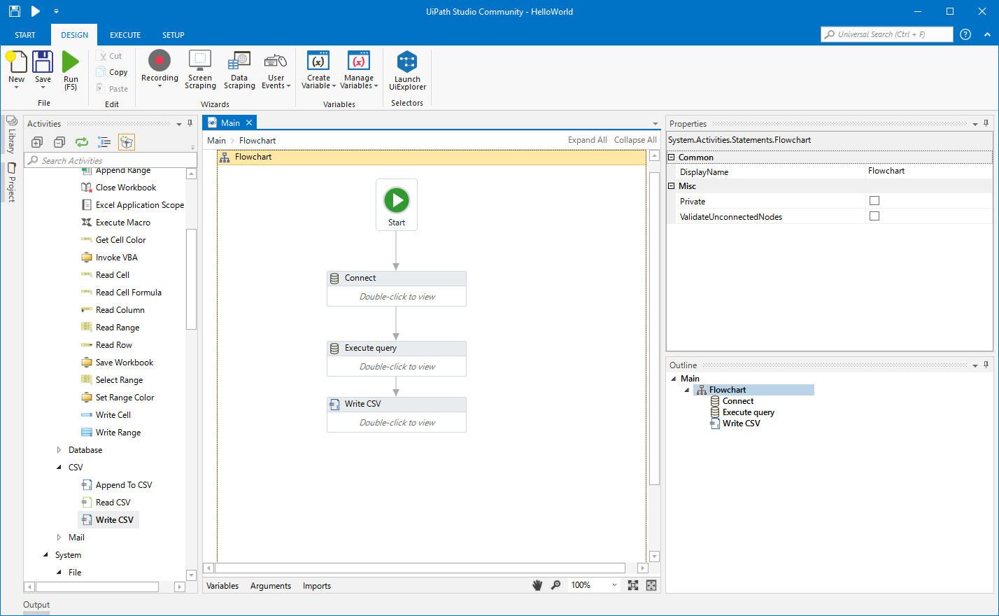 UiPath Studio Community - HelloWorld
START DESIGN EXECUTE SETUP
Universal Search (Ctrl + F)
New Save Run (F5)
File
Cut
Copy
Paste
Edit
Recording Screen Scraping Data Scraping User Events
Wizards
Create Variable Manage Variables
Variables
Launch UiExplorer
Selectors
Library
Project
Activities
Search Activities
Append Range
Close Workbook
Excel Application Scope
Execute Macro
Get Cell Color
Invoke VBA
Read Cell
Read Cell Formula
Read Column
Read Range
Read Row
Save Workbook
Select Range
Set Range Color
Write Cell
Write Range
Database
CSV
Append To CSV
Read CSV
Write CSV
Mail
System
File
Output
Main
Main > Flowchart
Expand All Collapse All
Flowchart
Start
Connect
Double-click to view
Execute query
Double-click to view
Write CSV
Double-click to view
Variables Arguments Imports
100%
Properties
System.Activities.Statements.Flowchart
Common
DisplayName Flowchart
Misc
Private
ValidateUnconnectedNodes
Outline
Main
Flowchart
Connect
Execute query
Write CSV